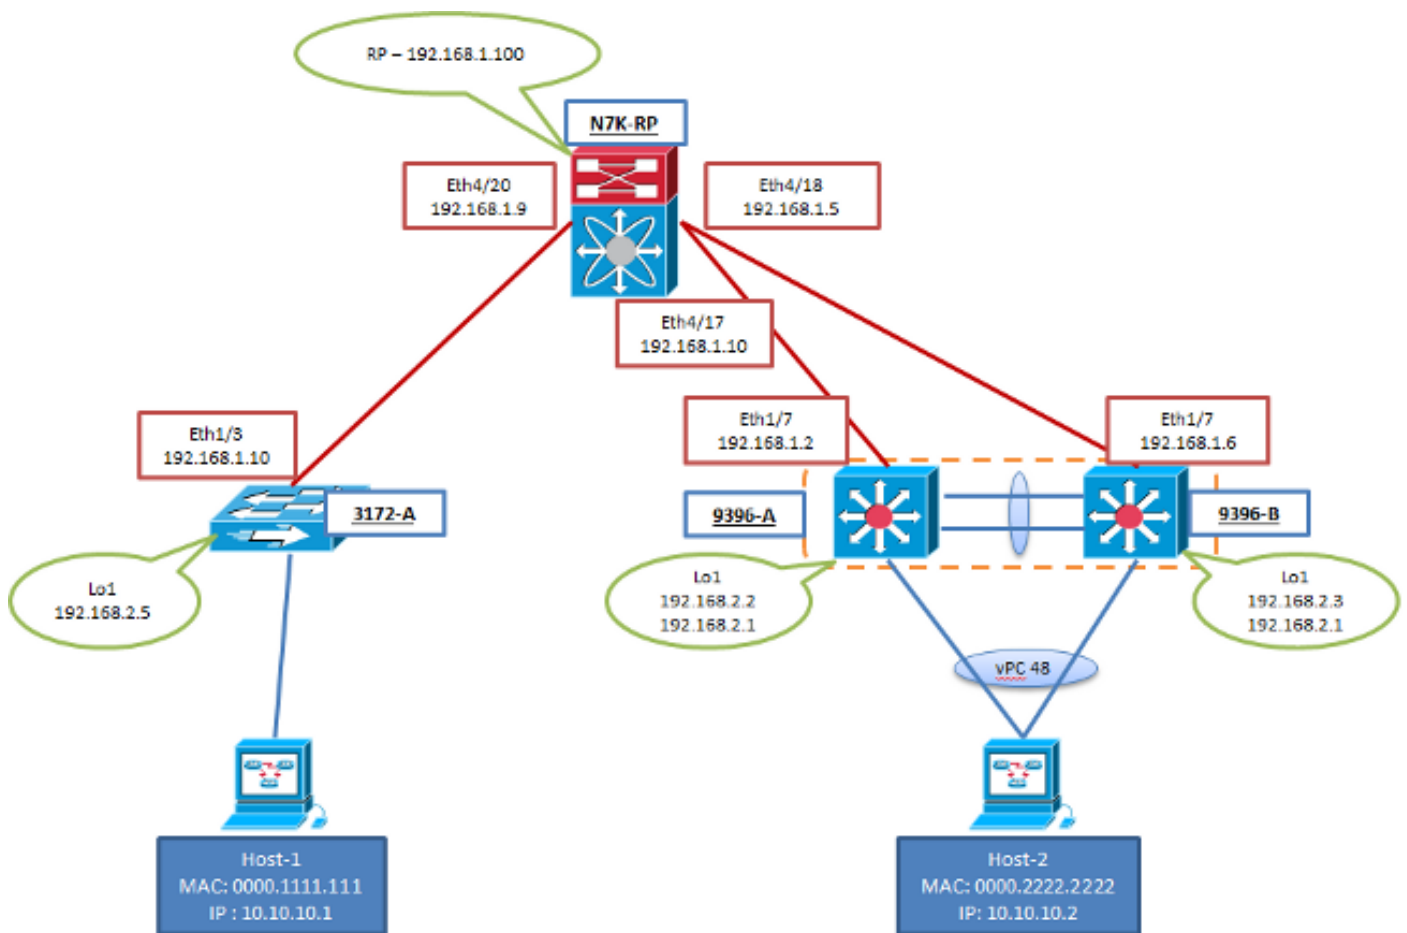 RP – 192.168.1.100
N7K-RP
Eth4/20
192.168.1.9
Eth4/18
192.168.1.5
Eth4/17
192.168.1.10
Eth1/3
192.168.1.10
Eth1/7
192.168.1.2
Eth1/7
192.168.1.6
3172-A
9396-A
9396-B
Lo1
192.168.2.5
Lo1
192.168.2.2
192.168.2.1
Lo1
192.168.2.3
192.168.2.1
vPC 48
Host-1
MAC: 0000.1111.111
IP : 10.10.10.1
Host-2
MAC: 0000.2222.2222
IP: 10.10.10.2